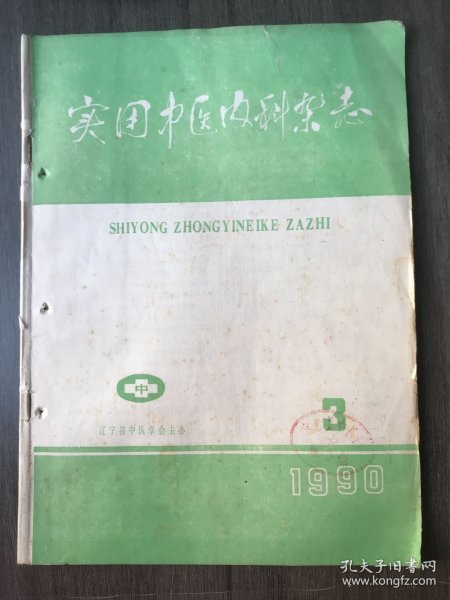 实用中医内科杂志
SHIYONG ZHONGYINEIKE ZAZHI
中
辽宁省中医学会主办
3
1990
孔夫子旧书网
www.kongfz.com